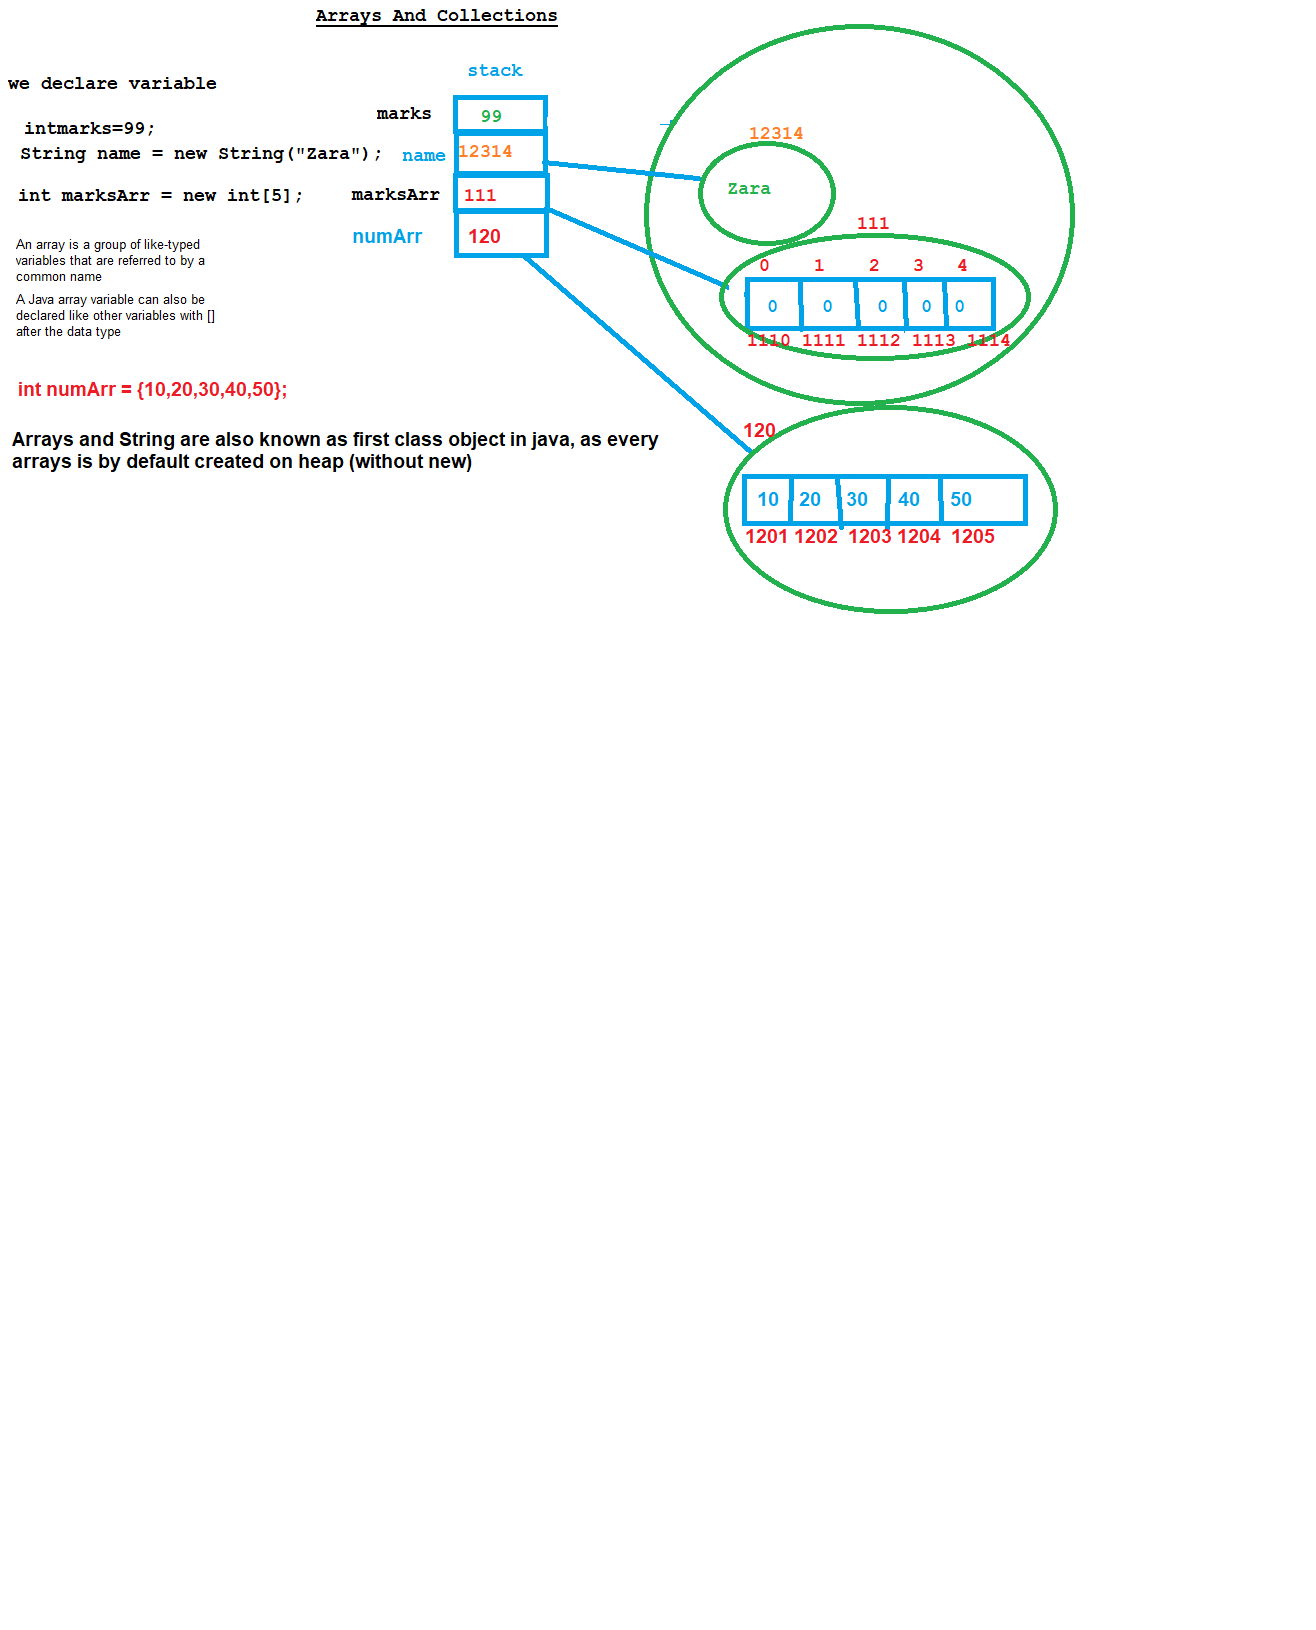 Arrays And Collections
stack
we declare variable
marks
99
intmarks=99;
String name = new String("Zara");
name
12314
int marksArr = new int[5];
marksArr
111
numArr
120
An array is a group of like-typed
variables that are referred to by a
common name
A Java array variable can also be
declared like other variables with []
after the data type
int numArr = {10,20,30,40,50};
Arrays and String are also known as first class object in java, as every
arrays is by default created on heap (without new)
12314
Zara
111
0 1 2 3 4
0 0 0 0 0
1110 1111 1112 1113 1114
120
10 20 30 40 50
1201 1202 1203 1204 1205